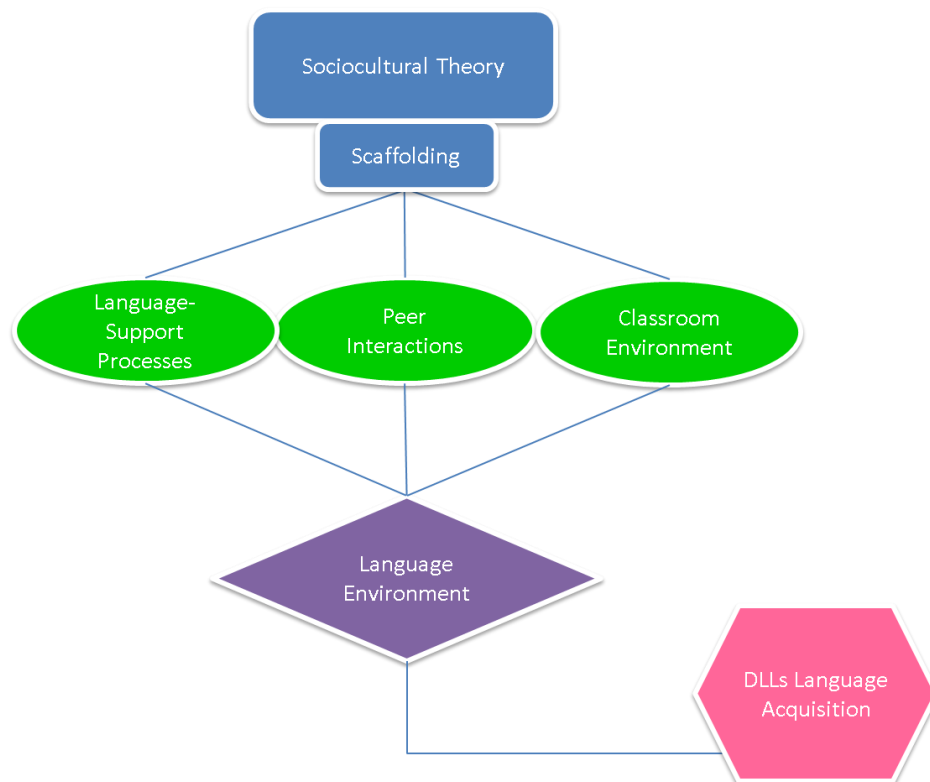 Sociocultural Theory
Scaffolding
Language-
Support
Processes
Peer
Interactions
Classroom
Environment
Language
Environment
DLLs Language
Acquisition